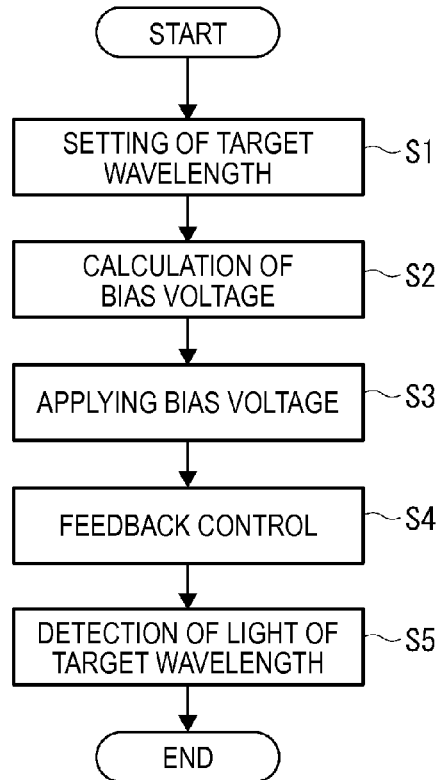 START
SETTING OF TARGET
WAVELENGTH
S1
CALCULATION OF
BIAS VOLTAGE
S2
APPLYING BIAS VOLTAGE
S3
FEEDBACK CONTROL
S4
DETECTION OF LIGHT OF
TARGET WAVELENGTH
S5
END